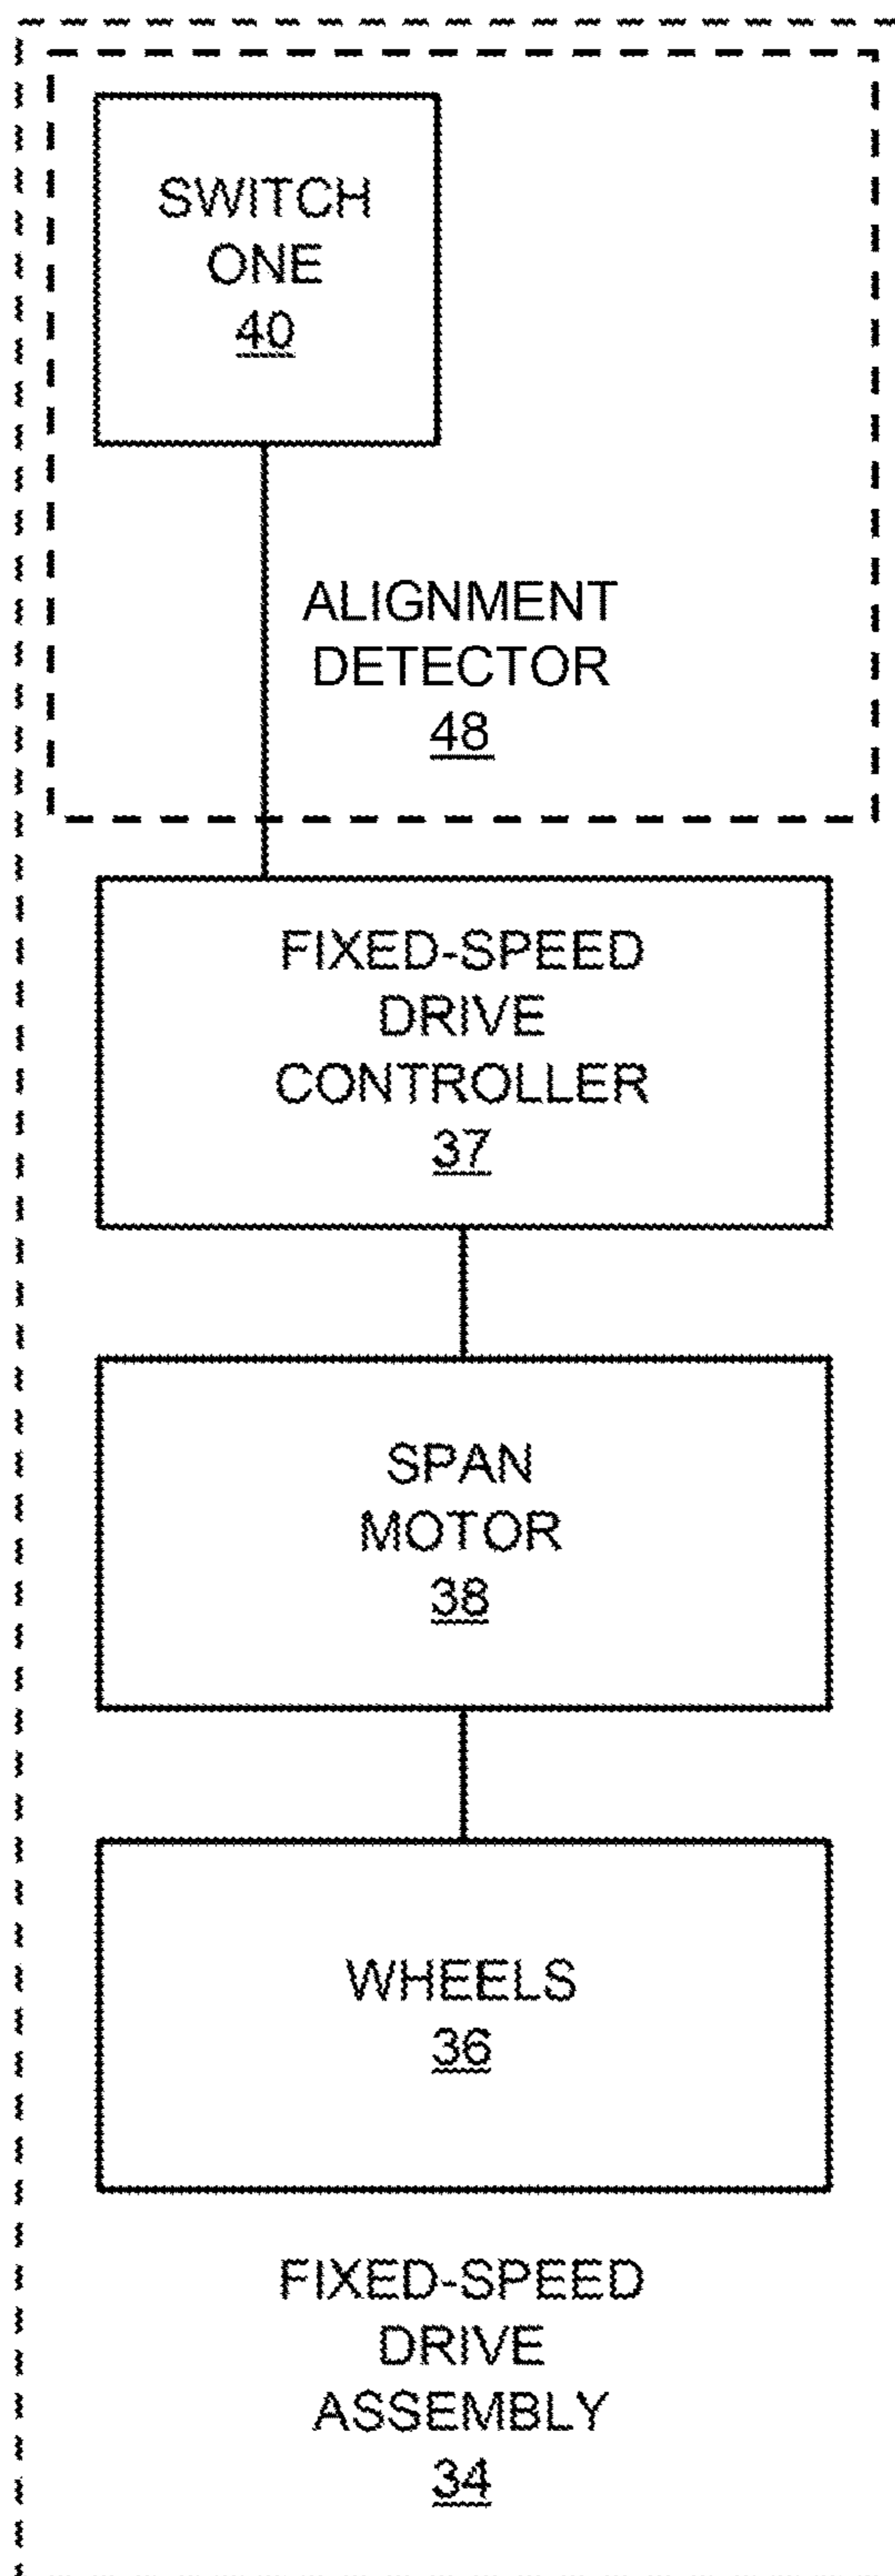 SWITCH
ONE
40
ALIGNMENT
DETECTOR
48
FIXED-SPEED
DRIVE
CONTROLLER
37
SPAN
MOTOR
38
WHEELS
36
FIXED-SPEED
DRIVE
ASSEMBLY
34